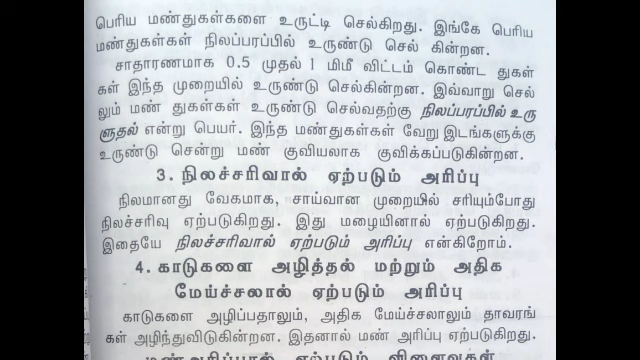 பெரிய மண்துகள்களை உருட்டி செல்கிறது. இங்கே பெரிய
மண்துகள்கள் நிலப்பரப்பில் உருண்டு செல் கின்றன.
சாதாரணமாக 0.5 முதல் 1 மிமீ விட்டம் கொண்ட துகள்
கள் இந்த முறையில் உருண்டு செல்கின்றன. இவ்வாறு செல்
லும் மண் துகள்கள் உருண்டு செல்வதற்கு நிலப்பரப்பில் உரு
ளுதல் என்று பெயர். இந்த மண்துகள்கள் வேறு இடங்களுக்கு
உருண்டு சென்று மண் குவியலாக குவிக்கப்படுகின்றன.
3. நிலச்சரிவால் ஏற்படும் அரிப்பு
நிலமானது வேகமாக, சாய்வான முறையில் சரியும்போது
நிலச்சரிவு ஏற்படுகிறது. இது மழையினால் ஏற்படுகிறது.
இதையே நிலச்சரிவால் ஏற்படும் அரிப்பு என்கிறோம்.
4. காடுகளை அழித்தல் மற்றும் அதிக
மேய்ச்சலால் ஏற்படும் அரிப்பு
காடுகளை அழிப்பதாலும், அதிக மேய்ச்சலாலும் தாவரங்
கள் அழிந்துவிடுகின்றன. இதனால் மண் அரிப்பு ஏற்படுகிறது.
மண்அரிப்பால் ஏற்படும் விளைவுகள்